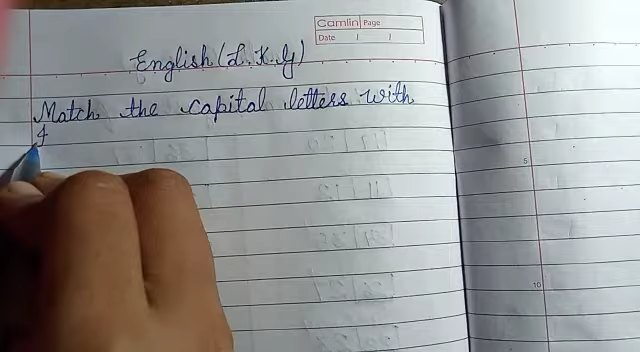 Camlin Page
Date / /
English (L.K.G)
Match the capital letters with
5
10